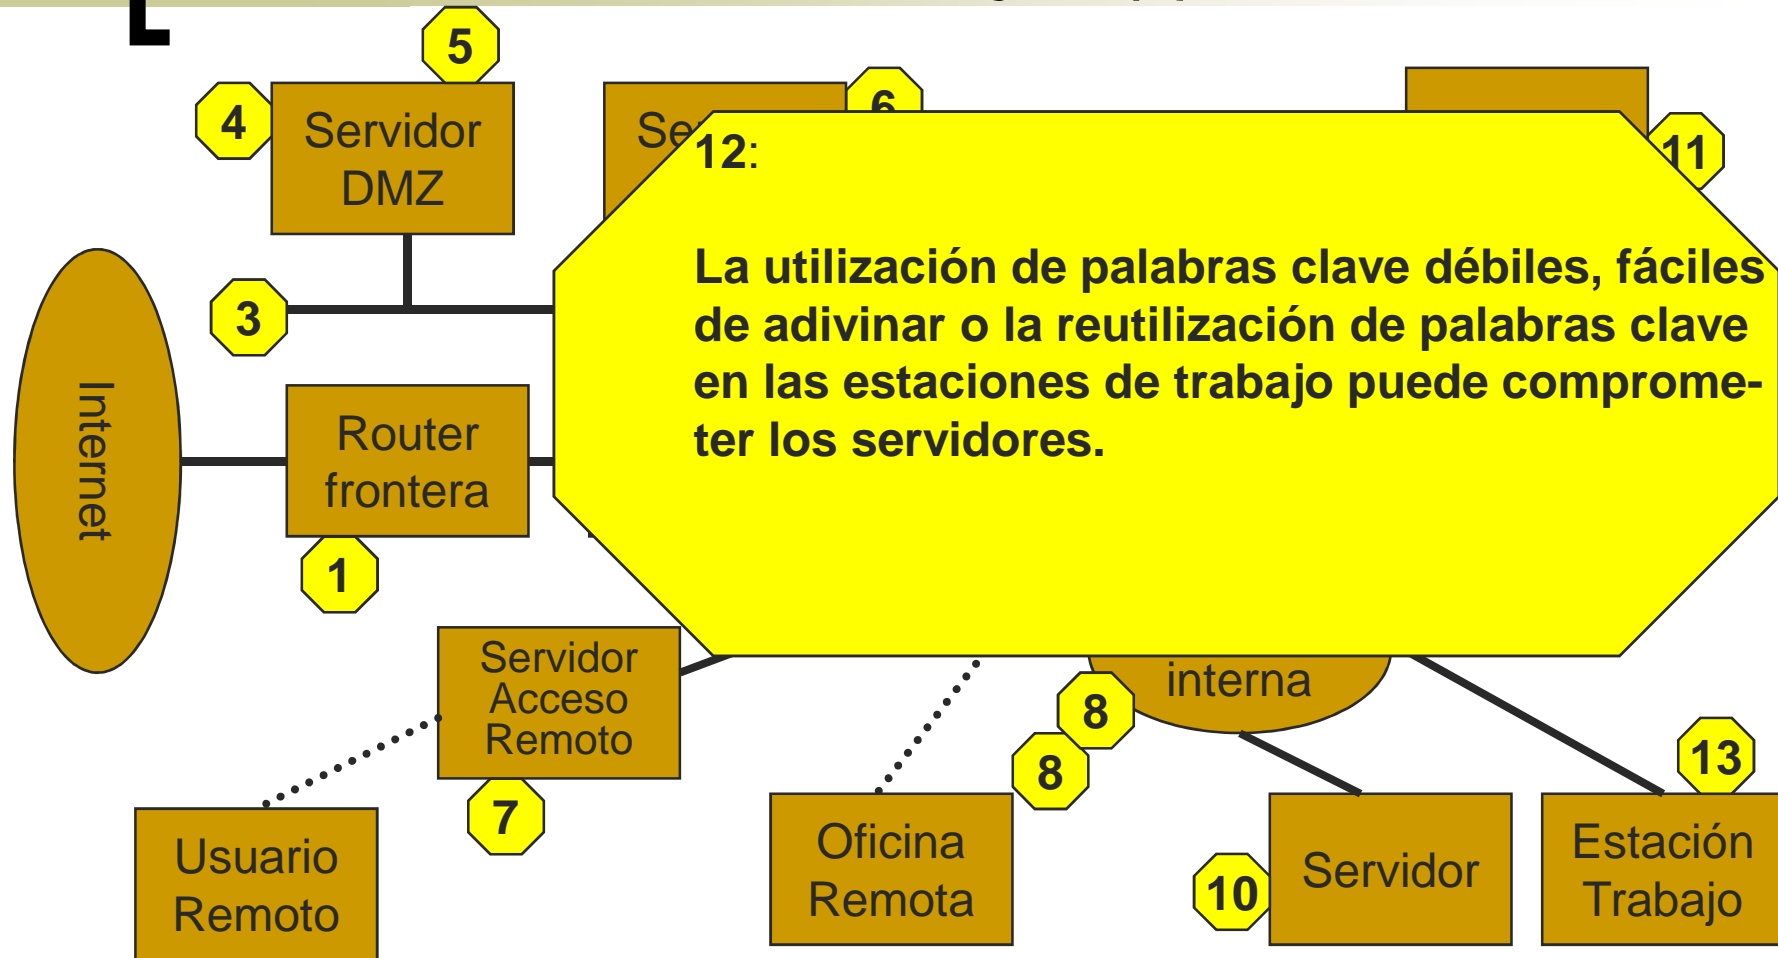 5
4
Servidor
DMZ
6
11
12:
La utilización de palabras clave débiles, fáciles
de adivinar o la reutilización de palabras clave
en las estaciones de trabajo puede comprome-
ter los servidores.
3
Internet
Router
frontera
1
Servidor
Acceso
Remoto
interna
8
8
13
7
Usuario
Remoto
Oficina
Remota
10
Servidor
Estación
Trabajo